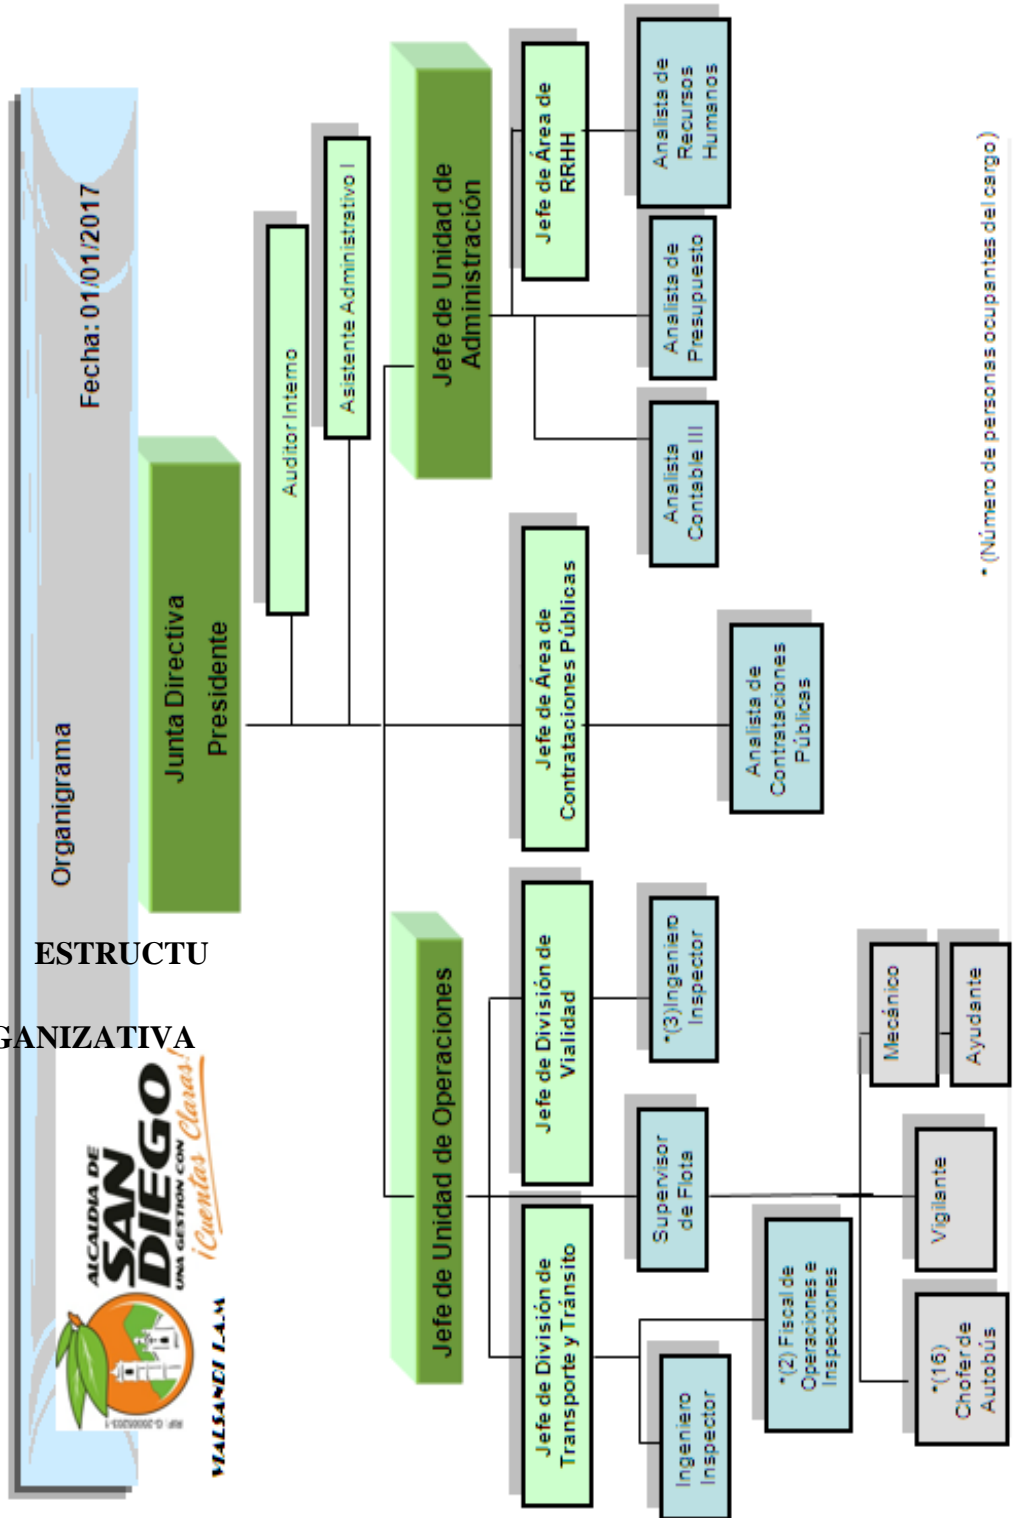 Organigrama
Fecha: 01/01/2017
ESTRUCTU
GANIZATIVA
ALCALDIA DE
SAN
DIEGO
UNA GESTIÓN CON
¡Cuentas Claras!
RIF: G-20005203-1
Junta Directiva
Presidente
Auditor Interno
Asistente Administrativo I
Jefe de Unidad de Operaciones
Jefe de Unidad de
Administración
Jefe de División de
Transporte y Tránsito
Jefe de División de
Vialidad
Jefe de Área de
Contrataciones Públicas
Jefe de Área de
RRHH
Ingeniero
Inspector
*(2) Fiscal de
Operaciones e
Inspecciones
Supervisor
de Flota
*(3)Ingeniero
Inspector
Analista de
Contrataciones
Públicas
Analista
Contable III
Analista de
Presupuesto
Analista de
Recursos
Humanos
*(16)
Chofer de
Autobús
Vigilante
Mecánico
Ayudante
* (Número de personas ocupantes del cargo)